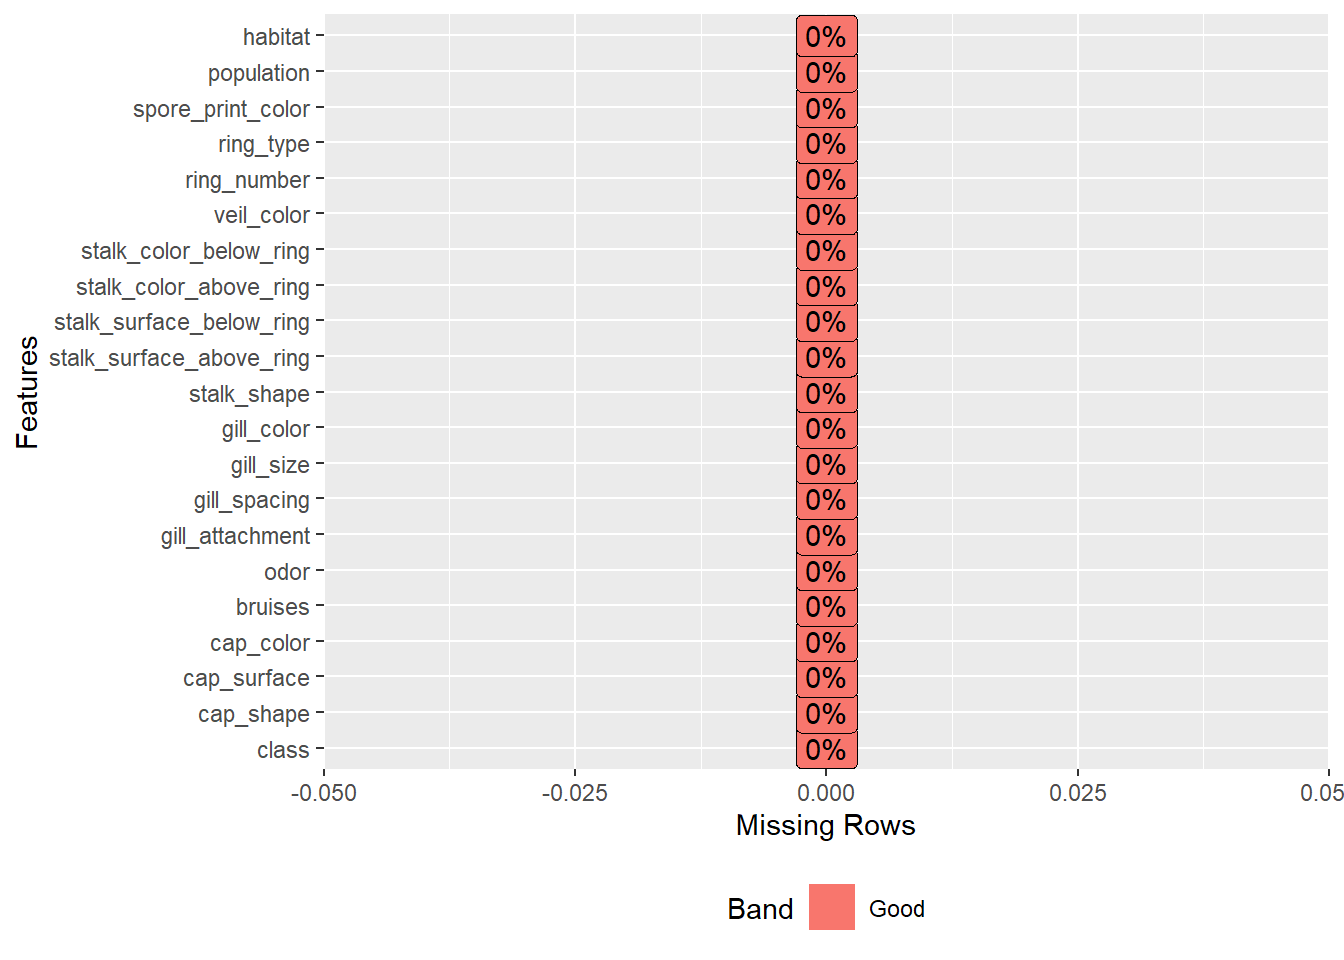 habitat 0%
population 0%
spore_print_color 0%
ring_type 0%
ring_number 0%
veil_color 0%
stalk_color_below_ring 0%
stalk_color_above_ring 0%
stalk_surface_below_ring 0%
stalk_surface_above_ring 0%
stalk_shape 0%
gill_color 0%
gill_size 0%
gill_spacing 0%
gill_attachment 0%
odor 0%
bruises 0%
cap_color 0%
cap_surface 0%
cap_shape 0%
class 0%
Features
-0.050 -0.025 0.000 0.025 0.05
Missing Rows
Band Good